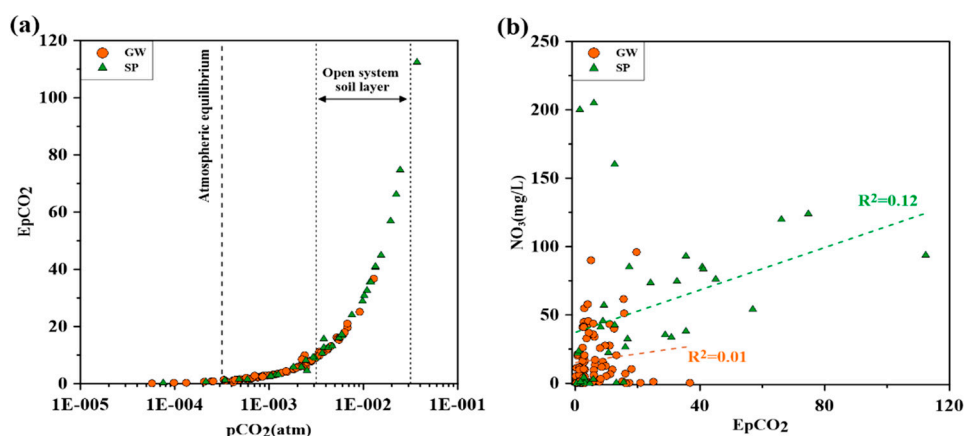 (a)
GW
SP
Atmospheric equilibrium
Open system
soil layer
EpCO2
120
100
80
60
40
20
0
1E-005
1E-004
1E-003
1E-002
1E-001
pCO2(atm)
(b)
GW
SP
NO3(mg/L)
250
200
150
100
50
0
R2=0.12
R2=0.01
0
40
80
120
EpCO2